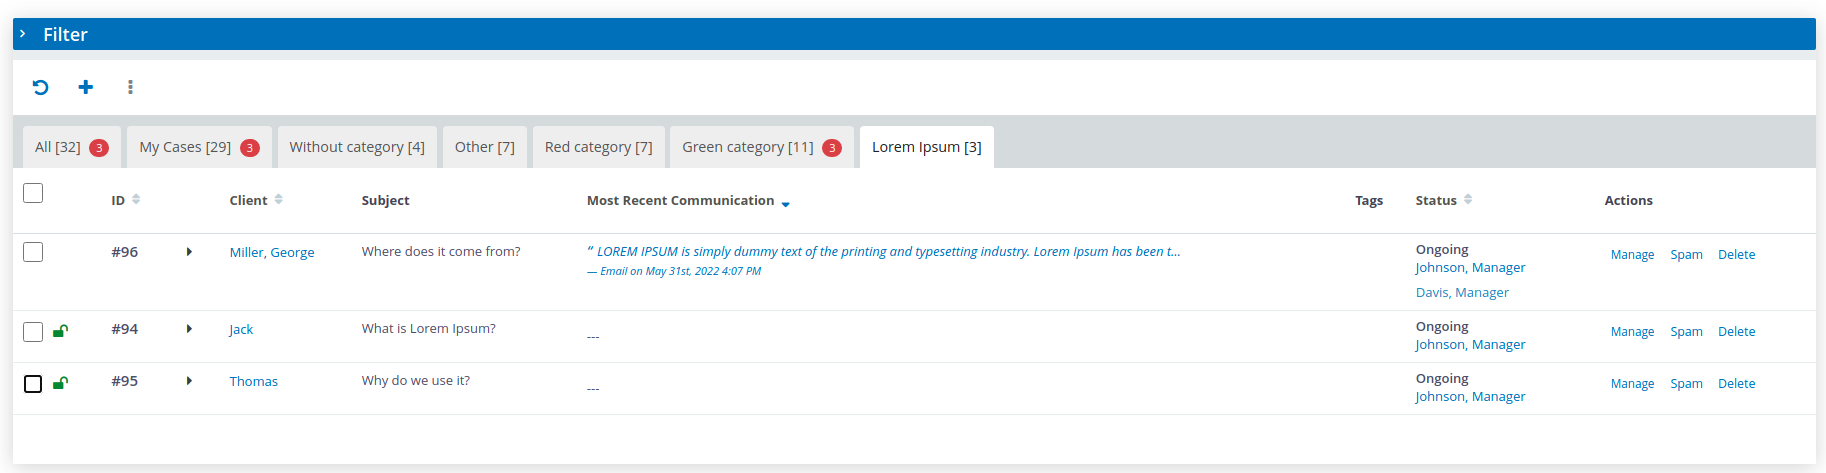 Filter
All [32] 3 My Cases [29] 3 Without category [4] Other [7] Red category [7] Green category [11] 3 Lorem Ipsum [3]
ID Client Subject Most Recent Communication Tags Status Actions
#96 Miller, George Where does it come from? “ LOREM IPSUM is simply dummy text of the printing and typesetting industry. Lorem Ipsum has been t... Ongoing Manage Spam Delete
— Email on May 31st, 2022 4:07 PM Johnson, Manager
Davis, Manager
#94 Jack What is Lorem Ipsum? --- Ongoing Manage Spam Delete
Johnson, Manager
#95 Thomas Why do we use it? --- Ongoing Manage Spam Delete
Johnson, Manager